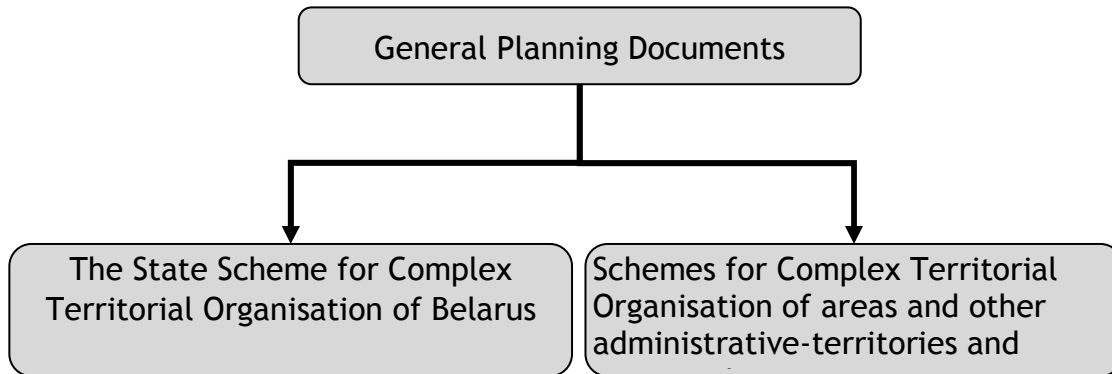 General Planning Documents
The State Scheme for Complex
Territorial Organisation of Belarus
Schemes for Complex Territorial
Organisation of areas and other
administrative-territories and